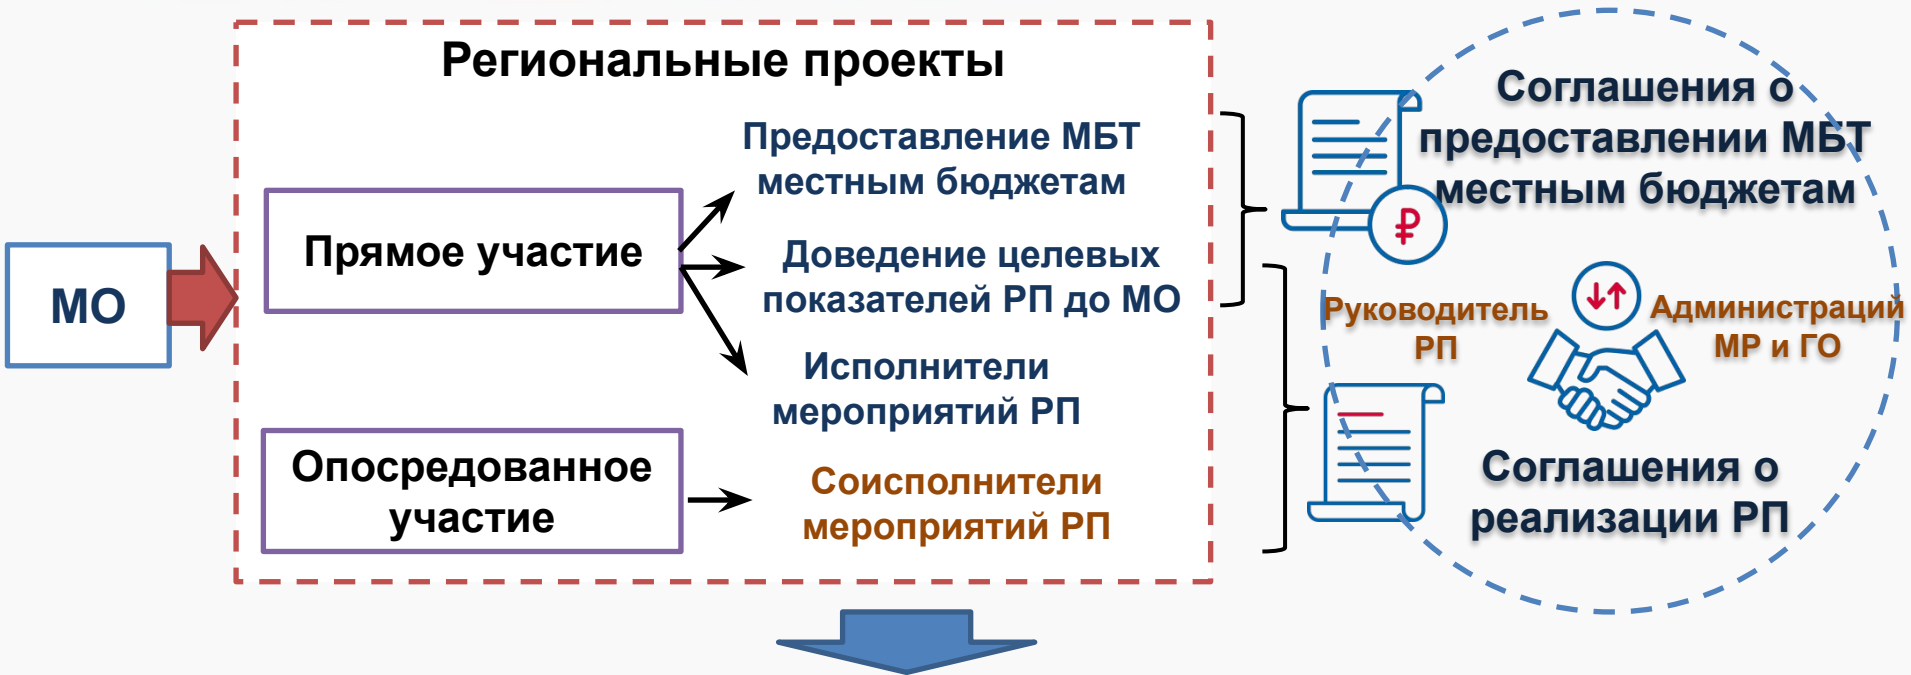 Региональные проекты
МО
Прямое участие
Предоставление МБТ
местным бюджетам
Доведение целевых
показателей РП до МО
Исполнители
мероприятий РП
Опосредованное
участие
Соисполнители
мероприятий РП
Соглашения о
предоставлении МБТ
местным бюджетам
₽
Руководитель
РП
Администраций
МР и ГО
Соглашения о
реализации РП